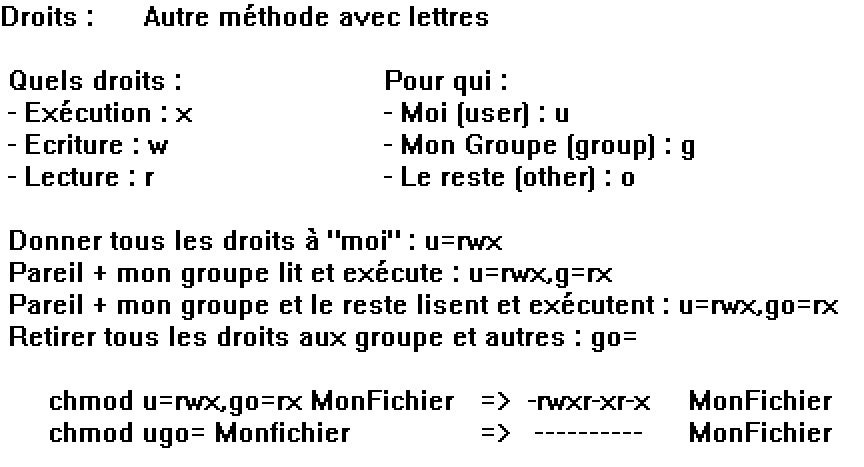 Droits : Autre méthode avec lettres
Quels droits : Pour qui :
- Exécution : x - Moi (user) : u
- Ecriture : w - Mon Groupe (group) : g
- Lecture : r - Le reste (other) : o
Donner tous les droits à "moi" : u=rwx
Pareil + mon groupe lit et exécute : u=rwx,g=rx
Pareil + mon groupe et le reste lisent et exécutent : u=rwx,go=rx
Retirer tous les droits aux groupe et autres : go=
chmod u=rwx,go=rx MonFichier => -rwxr-xr-x MonFichier
chmod ugo= Monfichier => ---------- MonFichier